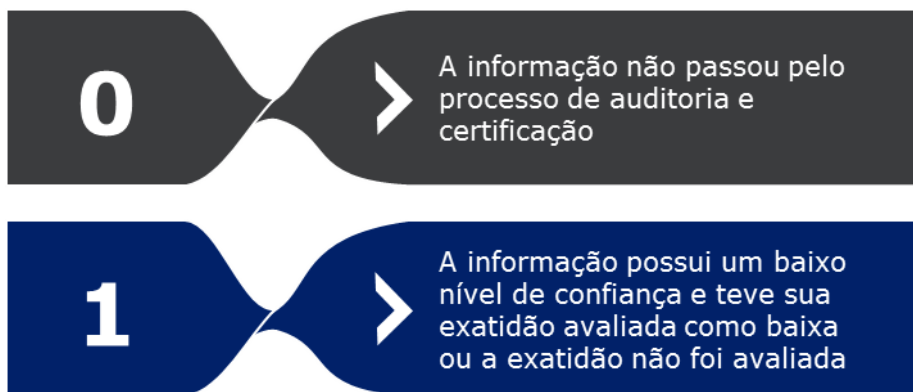 0
A informação não passou pelo
processo de auditoria e
certificação
1
A informação possui um baixo
nível de confiança e teve sua
exatidão avaliada como baixa
ou a exatidão não foi avaliada